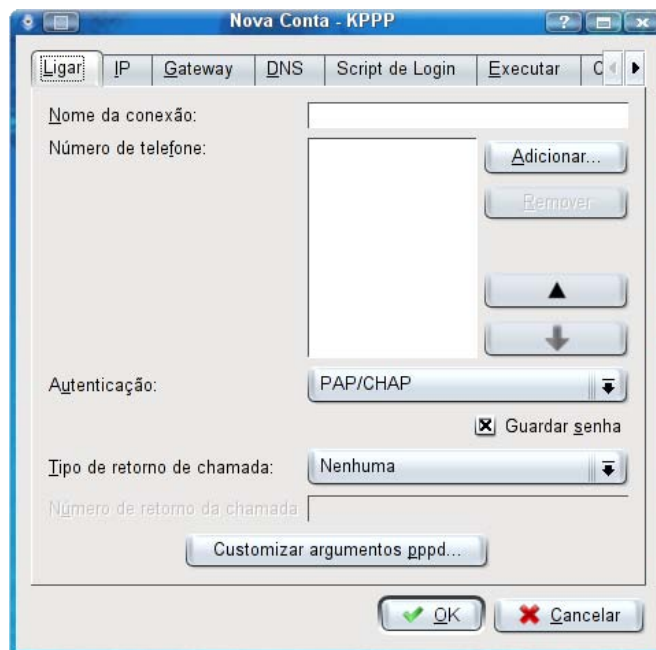 Nova Conta - KPPP
Ligar IP Gateway DNS Script de Login Executar
Nome da conexão:
Número de telefone:
Adicionar...
Remover
Autenticação: PAP/CHAP
Guardar senha
Tipo de retorno de chamada: Nenhuma
Número de retorno da chamada
Customizar argumentos pppd...
OK Cancelar